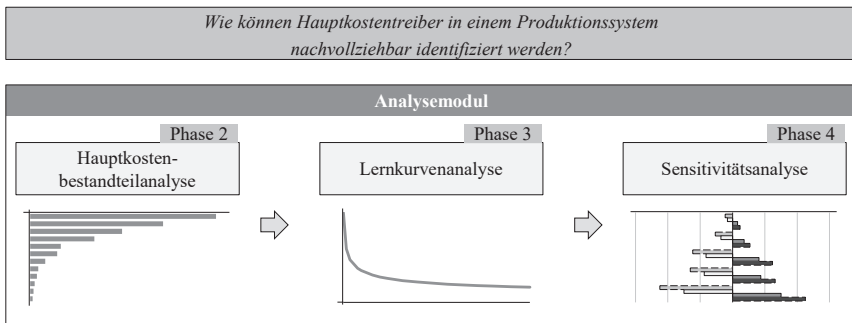 Wie können Hauptkostentreiber in einem Produktionssystem
nachvollziehbar identifiziert werden?
Analysemodul
Phase 2
Hauptkosten-
bestandteilanalyse
Phase 3
Lernkurvenanalyse
Phase 4
Sensitivitätsanalyse